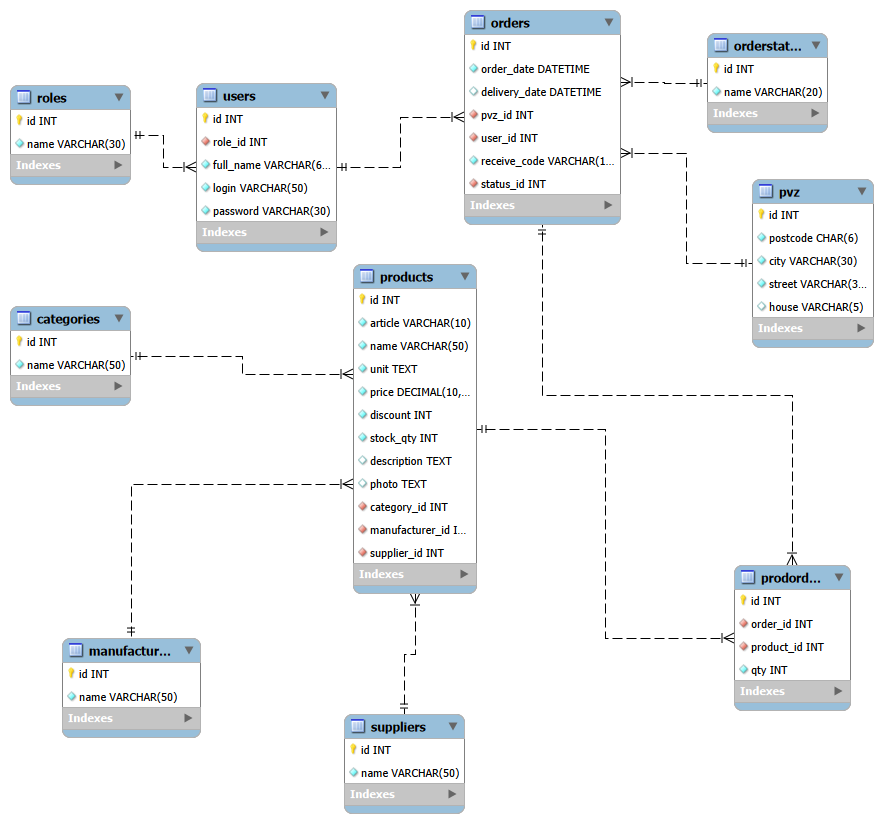 orders
id INT
order_date DATETIME
delivery_date DATETIME
pvz_id INT
user_id INT
receive_code VARCHAR(1...
status_id INT
Indexes
orderstat...
id INT
name VARCHAR(20)
Indexes
roles
id INT
name VARCHAR(30)
Indexes
users
id INT
role_id INT
full_name VARCHAR(6...
login VARCHAR(50)
password VARCHAR(30)
Indexes
pvz
id INT
postcode CHAR(6)
city VARCHAR(30)
street VARCHAR(3...
house VARCHAR(5)
Indexes
products
id INT
article VARCHAR(10)
name VARCHAR(50)
unit TEXT
price DECIMAL(10,...
discount INT
stock_qty INT
description TEXT
photo TEXT
category_id INT
manufacturer_id I...
supplier_id INT
Indexes
categories
id INT
name VARCHAR(50)
Indexes
prodord...
id INT
order_id INT
product_id INT
qty INT
Indexes
manufactur...
id INT
name VARCHAR(50)
Indexes
suppliers
id INT
name VARCHAR(50)
Indexes